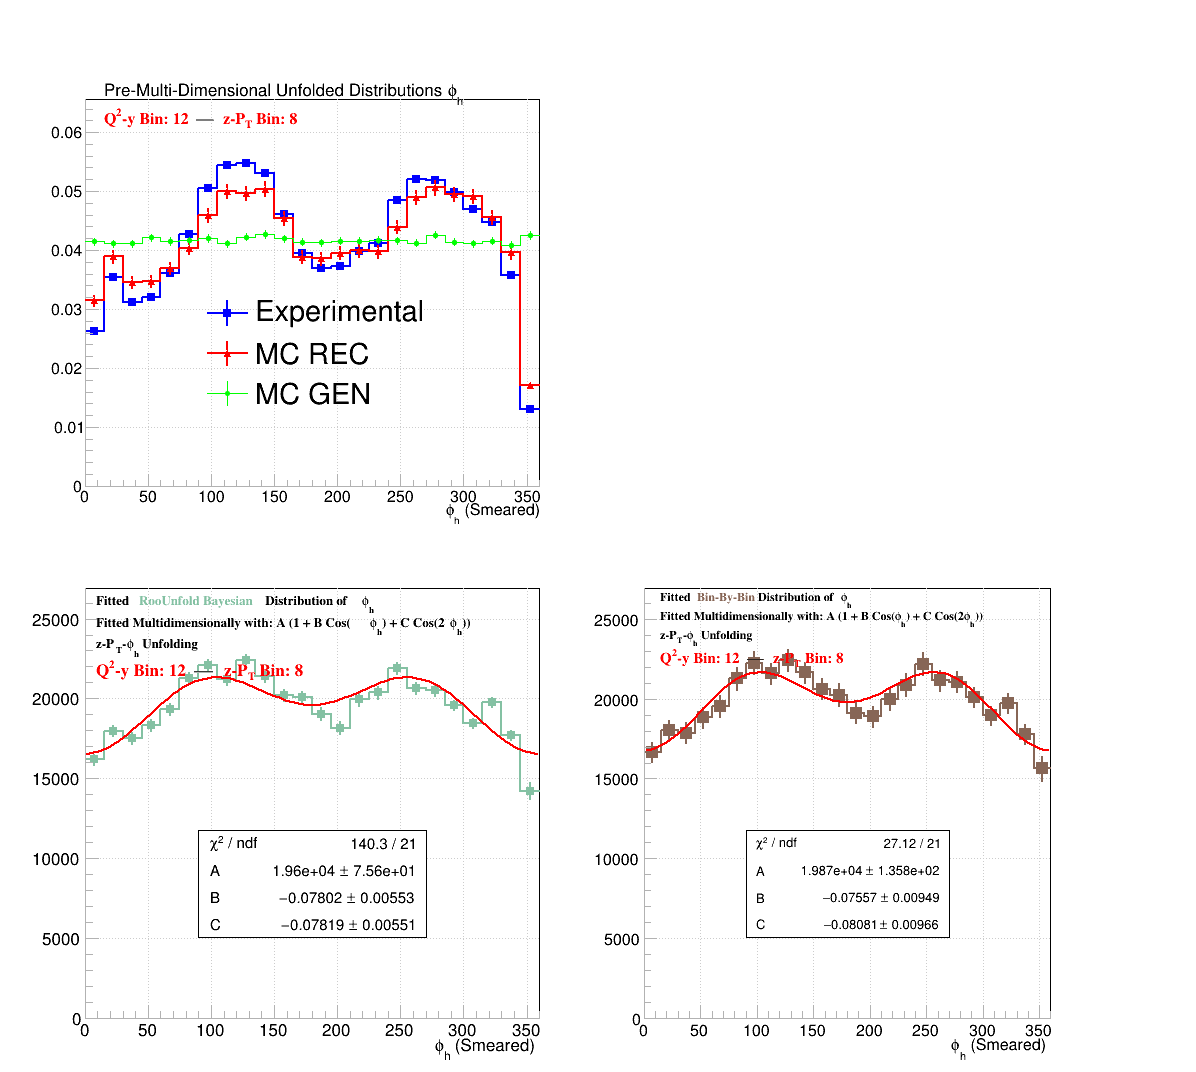 Pre-Multi-Dimensional Unfolded Distributions ϕh
Q²-y Bin: 12 — z-PT Bin: 8
0.06
0.05
0.04
0.03
0.02
0.01
0
Experimental
MC REC
MC GEN
0 50 100 150 200 250 300 350
ϕh (Smeared)
Fitted RooUnfold Bayesian Distribution of ϕh
Fitted Multidimensionally with: A (1 + B Cos( ϕh) + C Cos(2 ϕh))
z-PT-ϕh Unfolding
Q²-y Bin: 12 — z-PT Bin: 8
25000
20000
15000
10000
5000
0
χ² / ndf 140.3 / 21
A 1.96e+04 ± 7.56e+01
B −0.07802 ± 0.00553
C −0.07819 ± 0.00551
0 50 100 150 200 250 300 350
ϕh (Smeared)
Fitted Bin-By-Bin Distribution of ϕh
Fitted Multidimensionally with: A (1 + B Cos(ϕh) + C Cos(2ϕh))
z-PT-ϕh Unfolding
Q²-y Bin: 12 — z-PT Bin: 8
25000
20000
15000
10000
5000
0
χ² / ndf 27.12 / 21
A 1.987e+04 ± 1.358e+02
B −0.07557 ± 0.00949
C −0.08081 ± 0.00966
0 50 100 150 200 250 300 350
ϕh (Smeared)